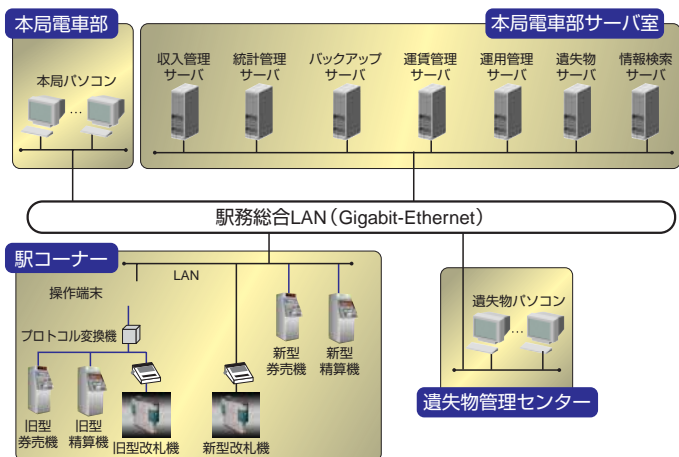 本局電車部
本局電車部サーバ室
本局パソコン
…
収入管理
サーバ
統計管理
サーバ
バックアップ
サーバ
運賃管理
サーバ
運用管理
サーバ
遺失物
サーバ
情報検索
サーバ
駅務総合LAN（Gigabit-Ethernet）
駅コーナー
LAN
操作端末
プロトコル変換機
旧型
券売機
旧型
精算機
旧型改札機
新型改札機
新型
券売機
新型
精算機
遺失物パソコン
…
遺失物管理センター